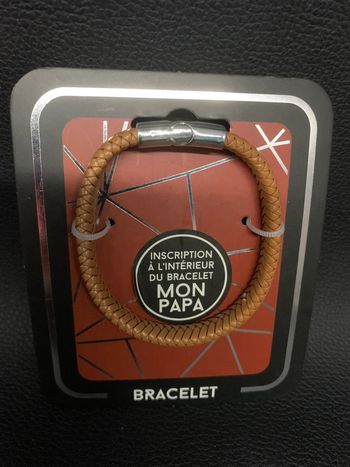 INSCRIPTION
À L'INTÉRIEUR
DU BRACELET
MON
PAPA
BRACELET